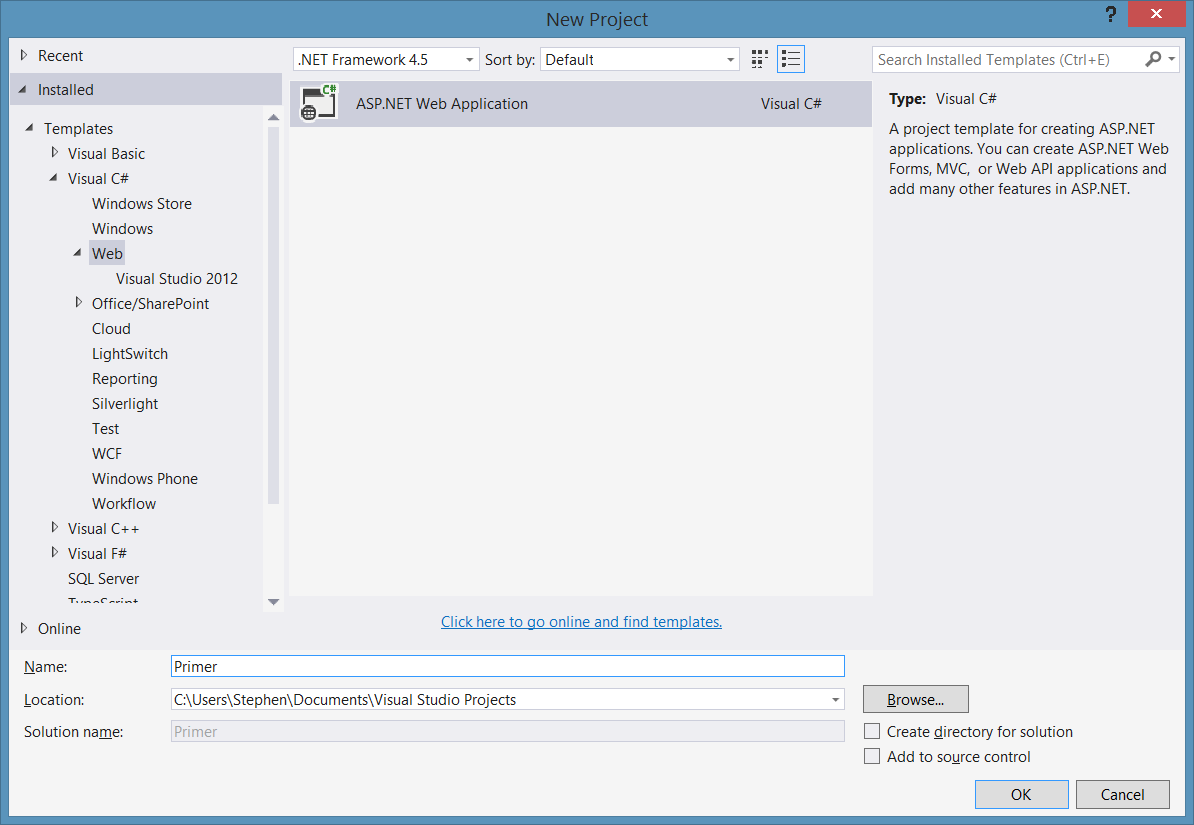 New Project
?
Recent
Installed
Templates
Visual Basic
Visual C#
Windows Store
Windows
Web
Visual Studio 2012
Office/SharePoint
Cloud
LightSwitch
Reporting
Silverlight
Test
WCF
Windows Phone
Workflow
Visual C++
Visual F#
SQL Server
TypeScript
Online
.NET Framework 4.5 Sort by: Default
C# ASP.NET Web Application Visual C#
Click here to go online and find templates.
Search Installed Templates (Ctrl+E)
Type: Visual C#
A project template for creating ASP.NET
applications. You can create ASP.NET Web
Forms, MVC, or Web API applications and
add many other features in ASP.NET.
Name: Primer
Location: C:\Users\Stephen\Documents\Visual Studio Projects Browse...
Solution name: Primer
Create directory for solution
Add to source control
OK Cancel